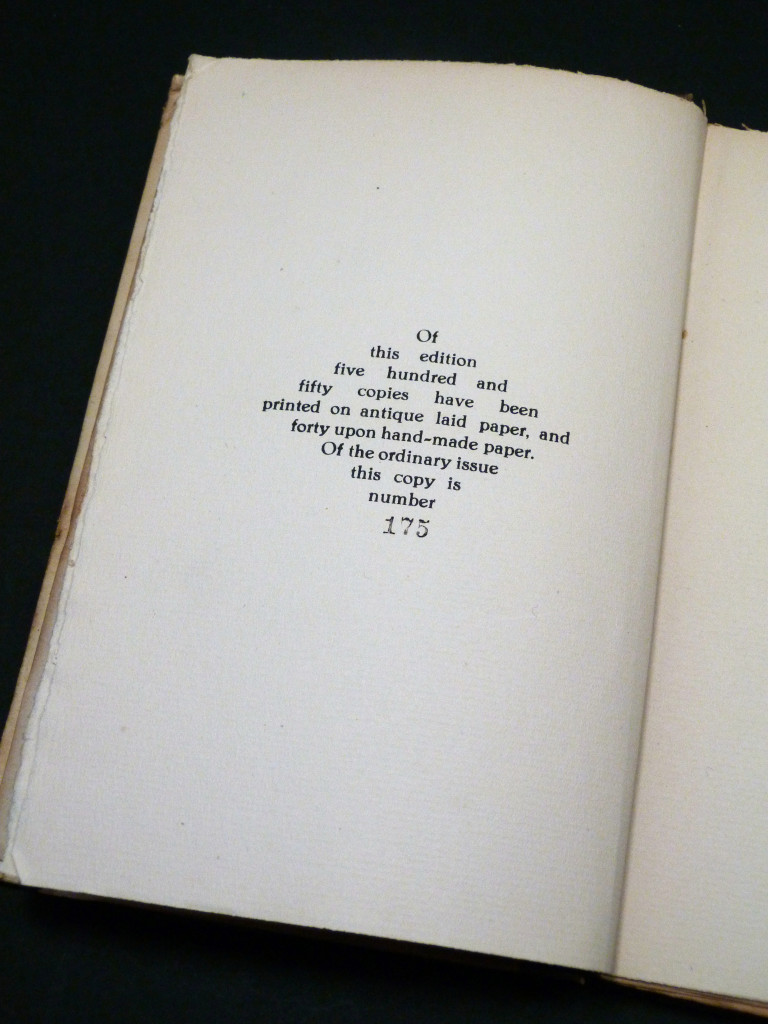 Of
this edition
five hundred and
fifty copies have been
printed on antique laid paper, and
forty upon hand-made paper.
Of the ordinary issue
this copy is
number
175